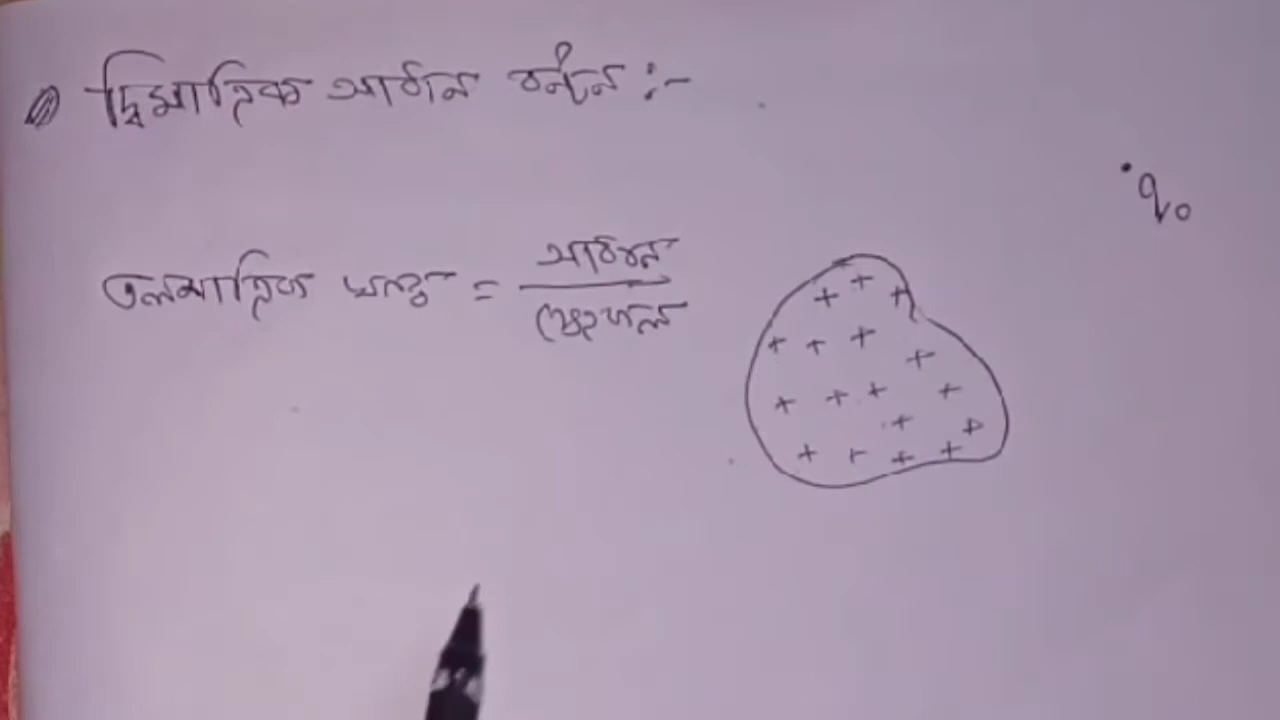 দ্বিমাত্রিক আধান বন্টন :-
q₀
তলমাত্রিক ঘনত্ব = আধান / ক্ষেত্রফল